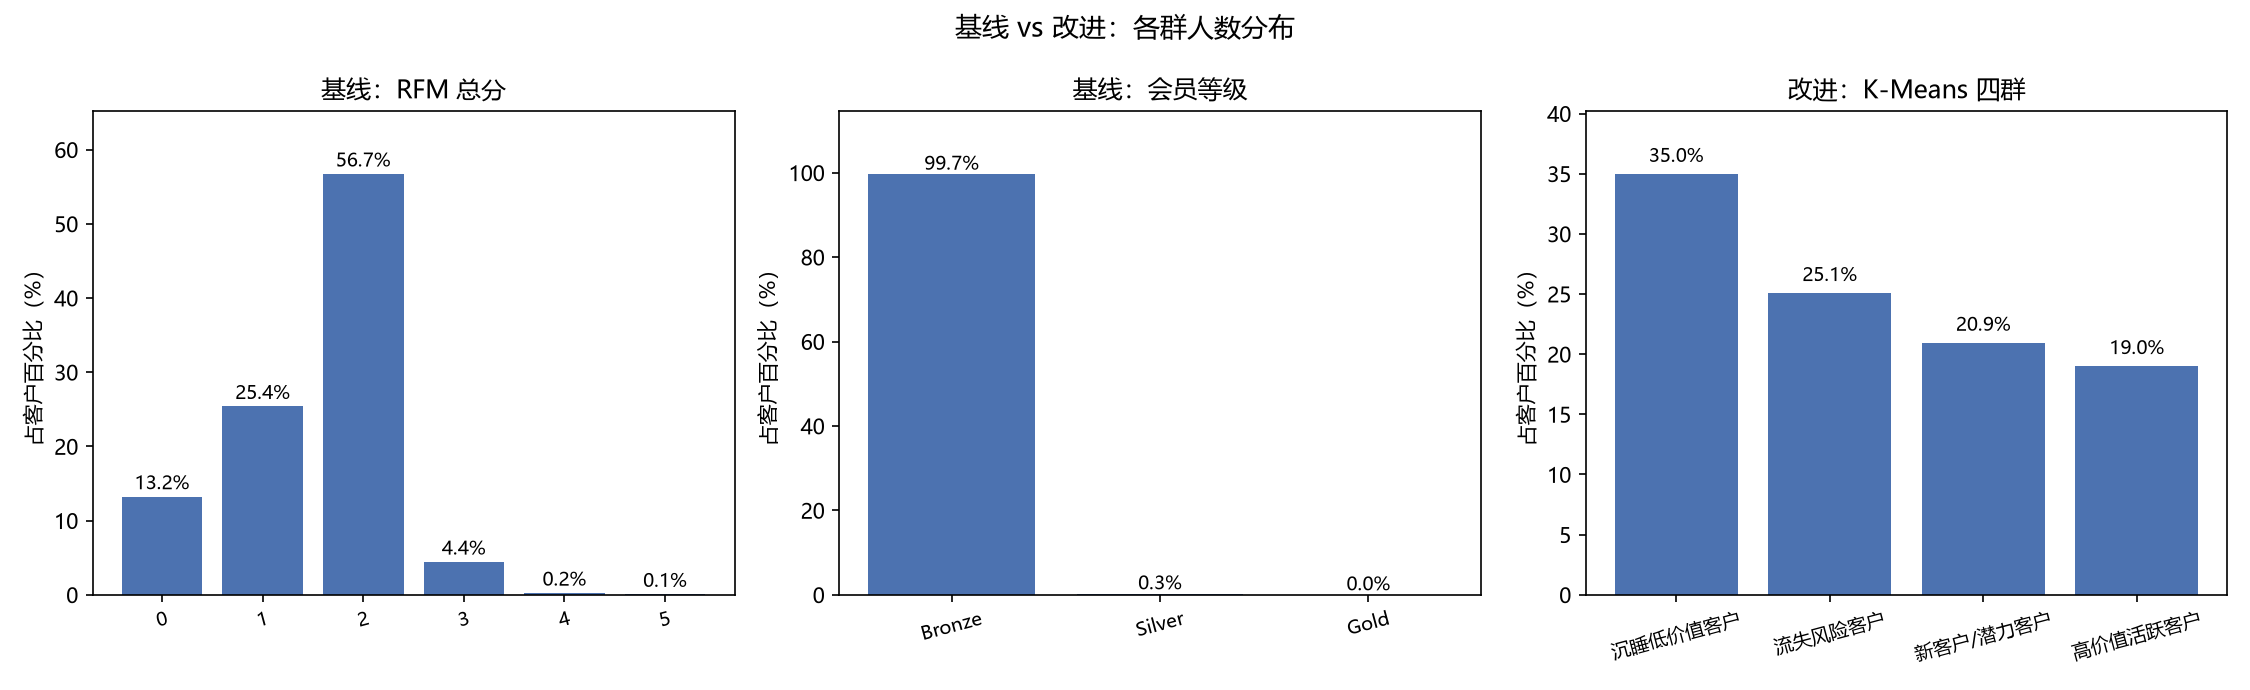 基线 vs 改进：各群人数分布
基线：RFM 总分
占客户百分比（%）
60
50
40
30
20
10
0
13.2%
25.4%
56.7%
4.4%
0.2%
0.1%
0
1
2
3
4
5
基线：会员等级
占客户百分比（%）
100
80
60
40
20
0
99.7%
0.3%
0.0%
Bronze
Silver
Gold
改进：K-Means 四群
占客户百分比（%）
40
35
30
25
20
15
10
5
0
35.0%
25.1%
20.9%
19.0%
沉睡低价值客户
流失风险客户
新客户/潜力客户
高价值活跃客户